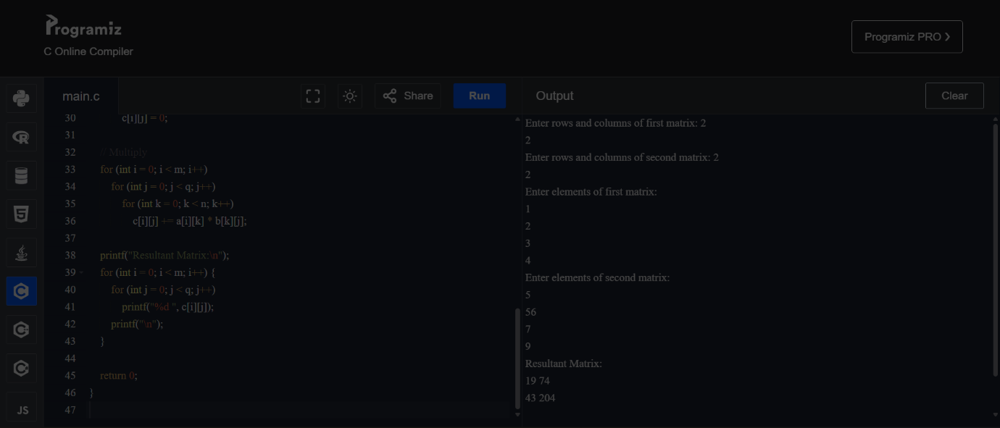 Programiz
C Online Compiler
Programiz PRO ❯
main.c
Share
Run
Output
Clear
30 c[i][j] = 0;
31
32 // Multiply
33 for (int i = 0; i < m; i++)
34 for (int j = 0; j < q; j++)
35 for (int k = 0; k < n; k++)
36 c[i][j] += a[i][k] * b[k][j];
37
38 printf("Resultant Matrix:\n");
39 for (int i = 0; i < m; i++) {
40 for (int j = 0; j < q; j++)
41 printf("%d ", c[i][j]);
42 printf("\n");
43 }
44
45 return 0;
46 }
47
JS
Enter rows and columns of first matrix: 2
2
Enter rows and columns of second matrix: 2
2
Enter elements of first matrix:
1
2
3
4
Enter elements of second matrix:
5
56
7
9
Resultant Matrix:
19 74
43 204